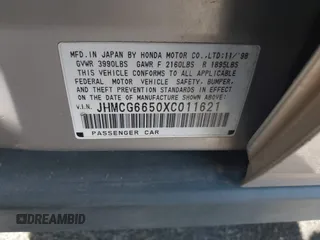 MFD. IN JAPAN BY HONDA MOTOR CO.,LTD.:11/'98
GVWR 3990LBS GAWR F 2160LBS R 1895LBS
THIS VEHICLE CONFORMS TO ALL APPLICABLE
FEDERAL MOTOR VEHICLE SAFETY, BUMPER,
AND THEFT PREVENTION STANDARDS IN EFFECT
ON THE DATE OF MANUFACTURE SHOWN ABOVE.
V.I.N. JHMCG6650XC011621
PASSENGER CAR
DREAMBID